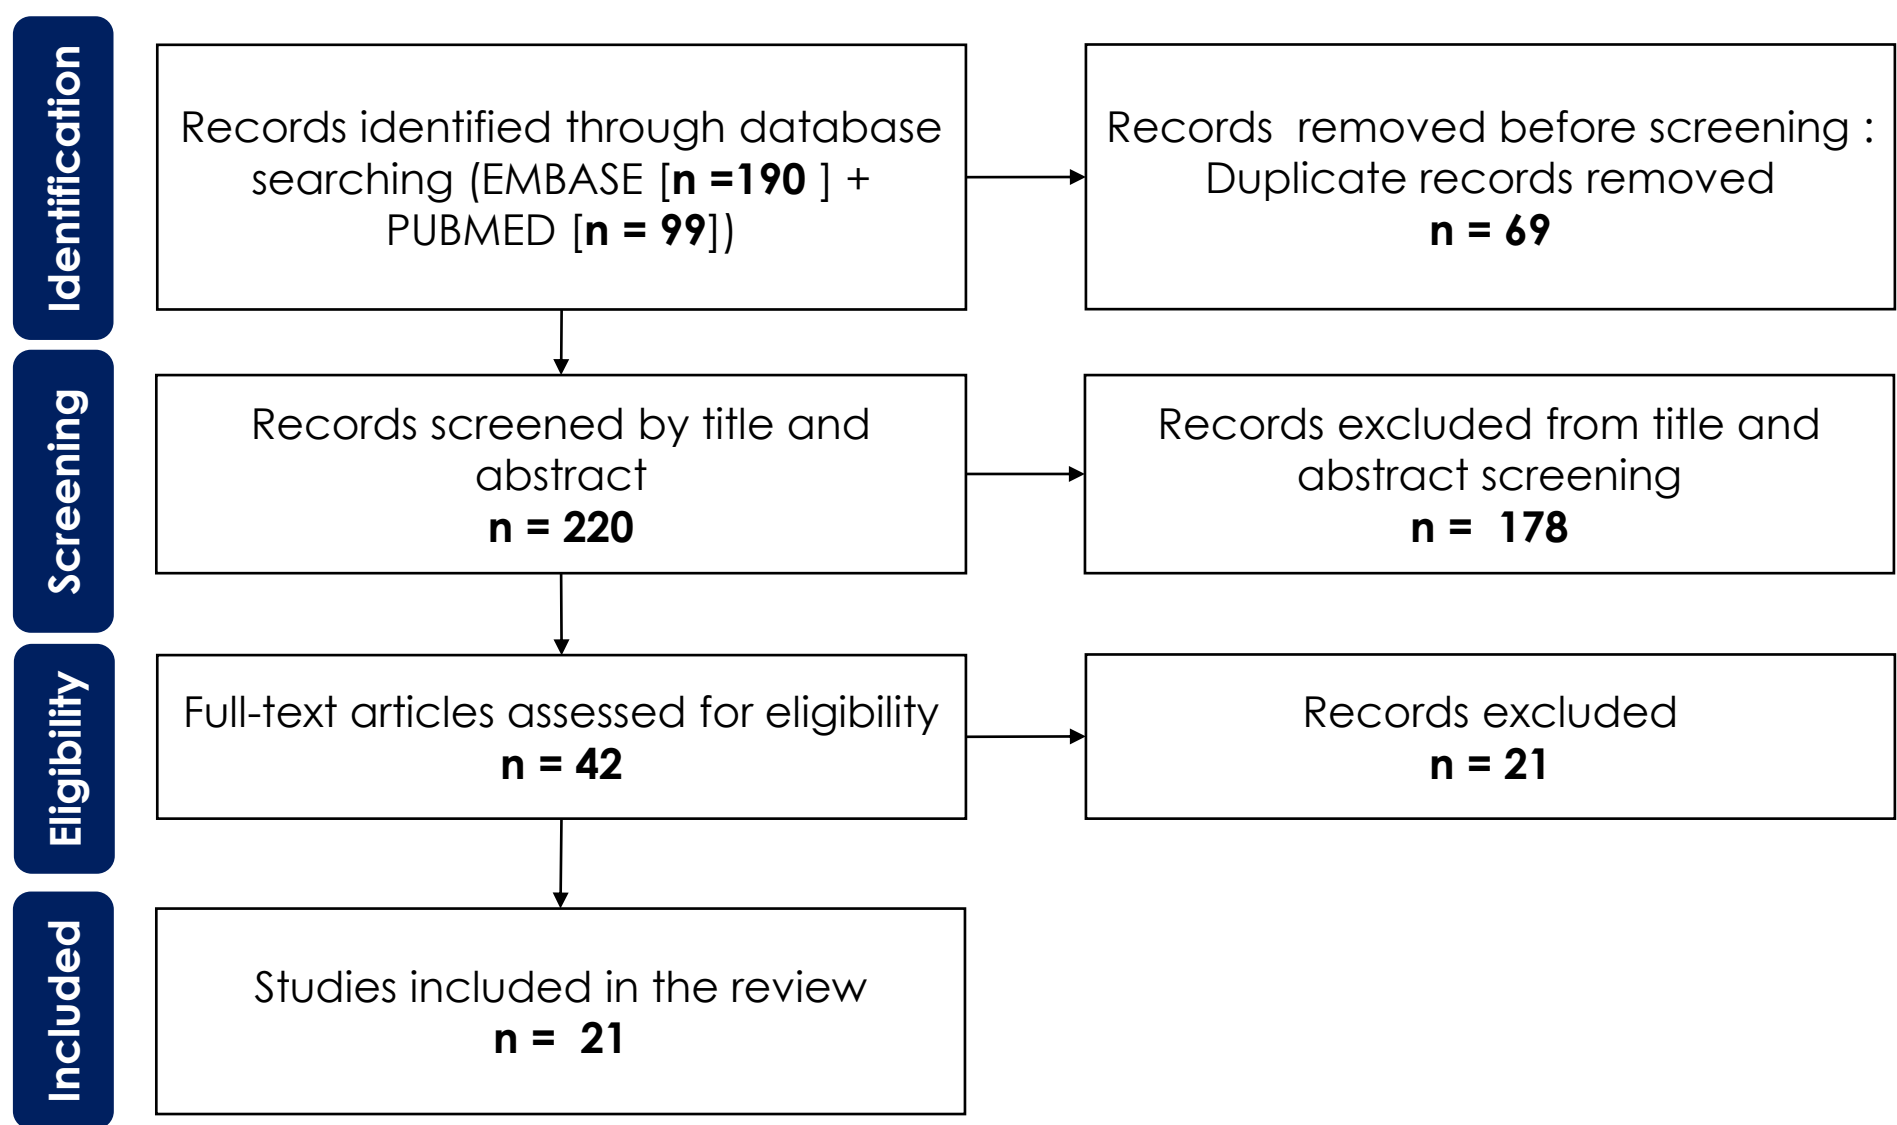 Identification
Records identified through database
searching (EMBASE [n =190 ] +
PUBMED [n = 99])
Records  removed before screening :
Duplicate records removed
n = 69
Screening
Records screened by title and
abstract
n = 220
Records excluded from title and
abstract screening
n =  178
Eligibility
Full-text articles assessed for eligibility
n = 42
Records excluded
n = 21
Included
Studies included in the review
n =  21